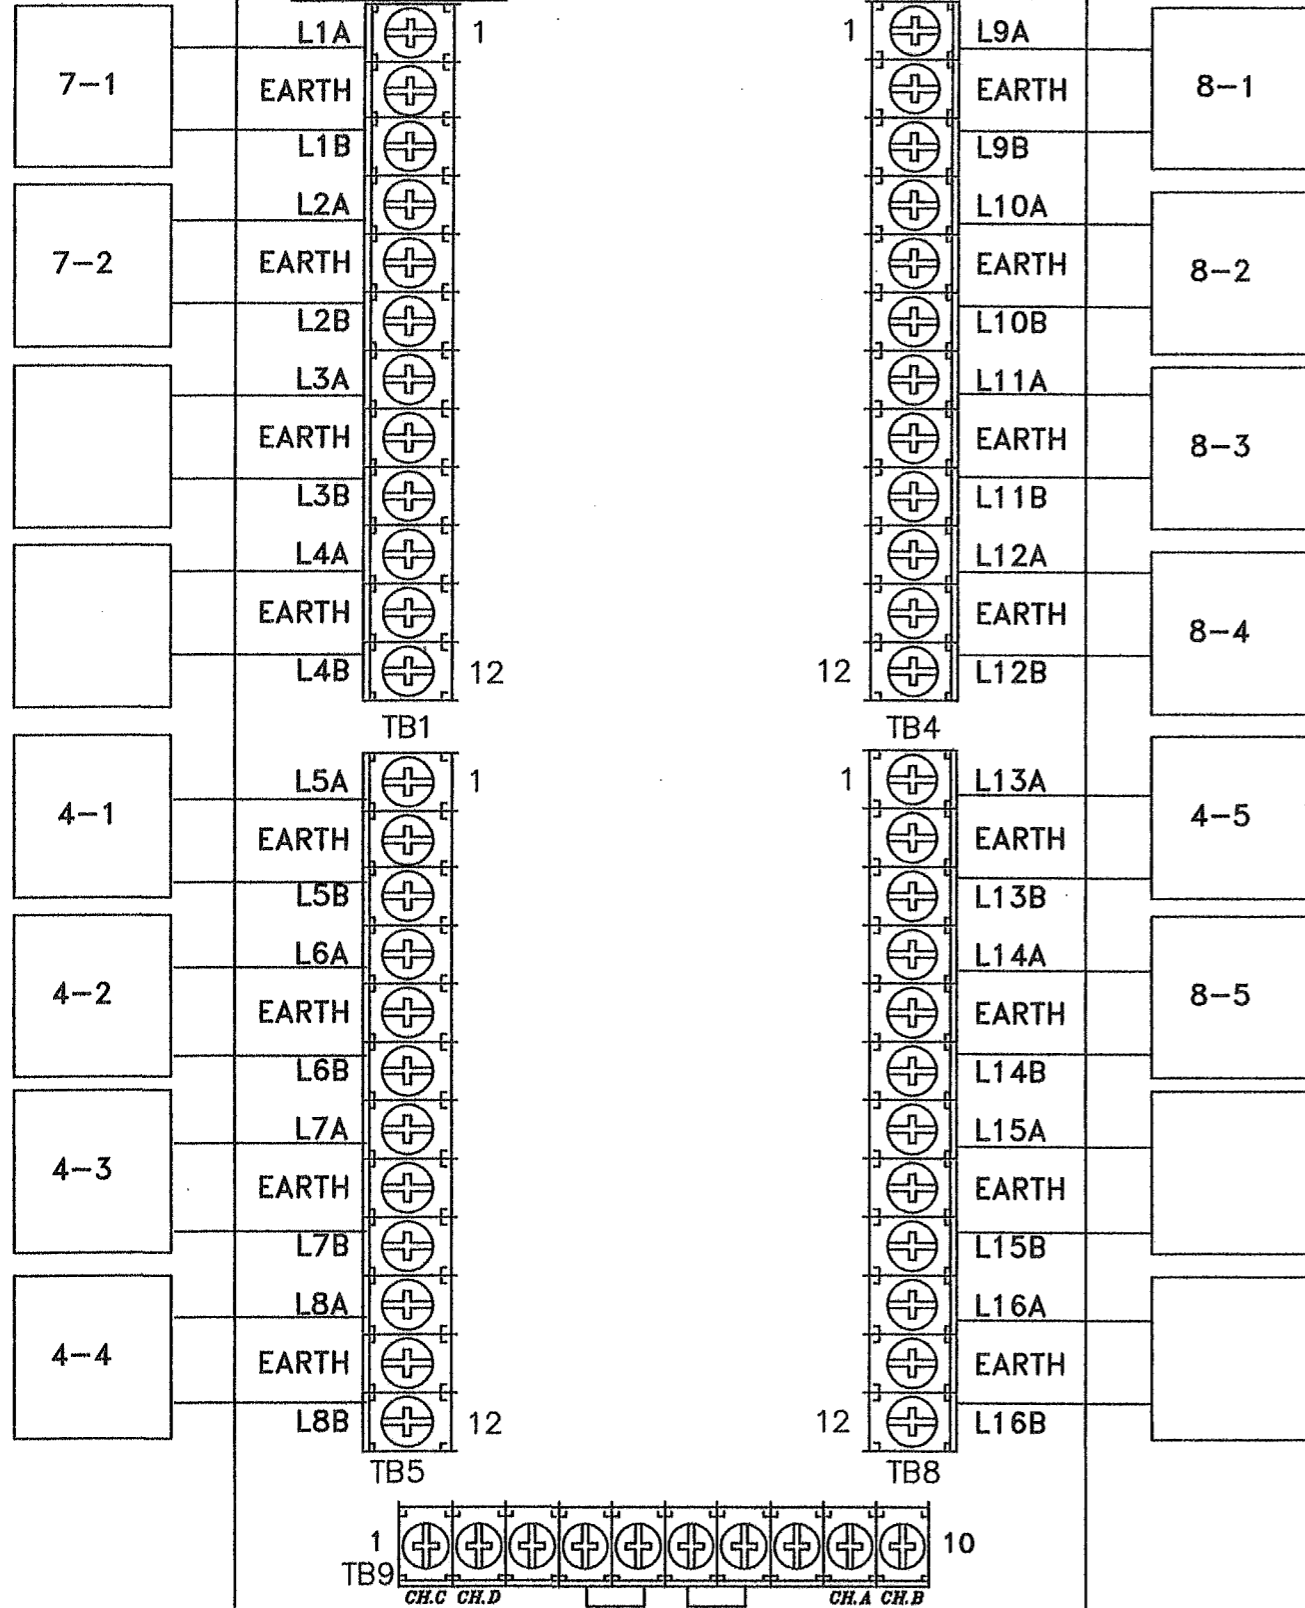 L1A 1 1 L9A
7-1 EARTH EARTH 8-1
L1B L9B
L2A L10A
7-2 EARTH EARTH 8-2
L2B L10B
L3A L11A
EARTH EARTH 8-3
L3B L11B
L4A L12A
EARTH EARTH 8-4
L4B 12 12 L12B
TB1 TB4
L5A 1 1 L13A
4-1 EARTH EARTH 4-5
L5B L13B
L6A L14A
4-2 EARTH EARTH 8-5
L6B L14B
L7A L15A
4-3 EARTH EARTH
L7B L15B
L8A L16A
4-4 EARTH EARTH
L8B 12 12 L16B
TB5 TB8
1 10
TB9
CH.C CH.D CH.A CH.B